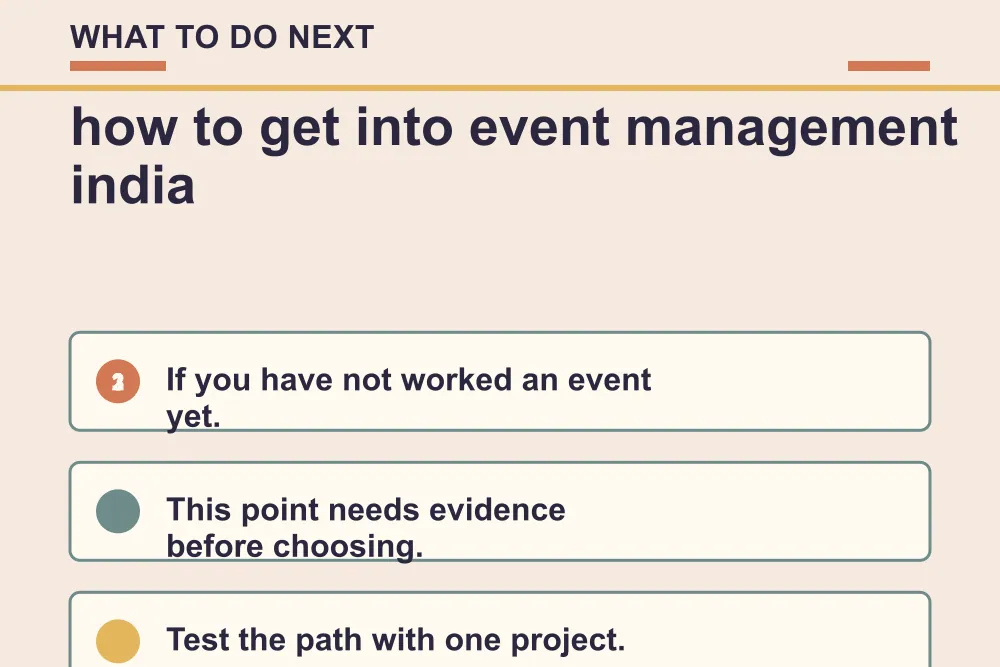 WHAT TO DO NEXT
how to get into event management
india
If you have not worked an event
yet.
This point needs evidence
before choosing.
Test the path with one project.